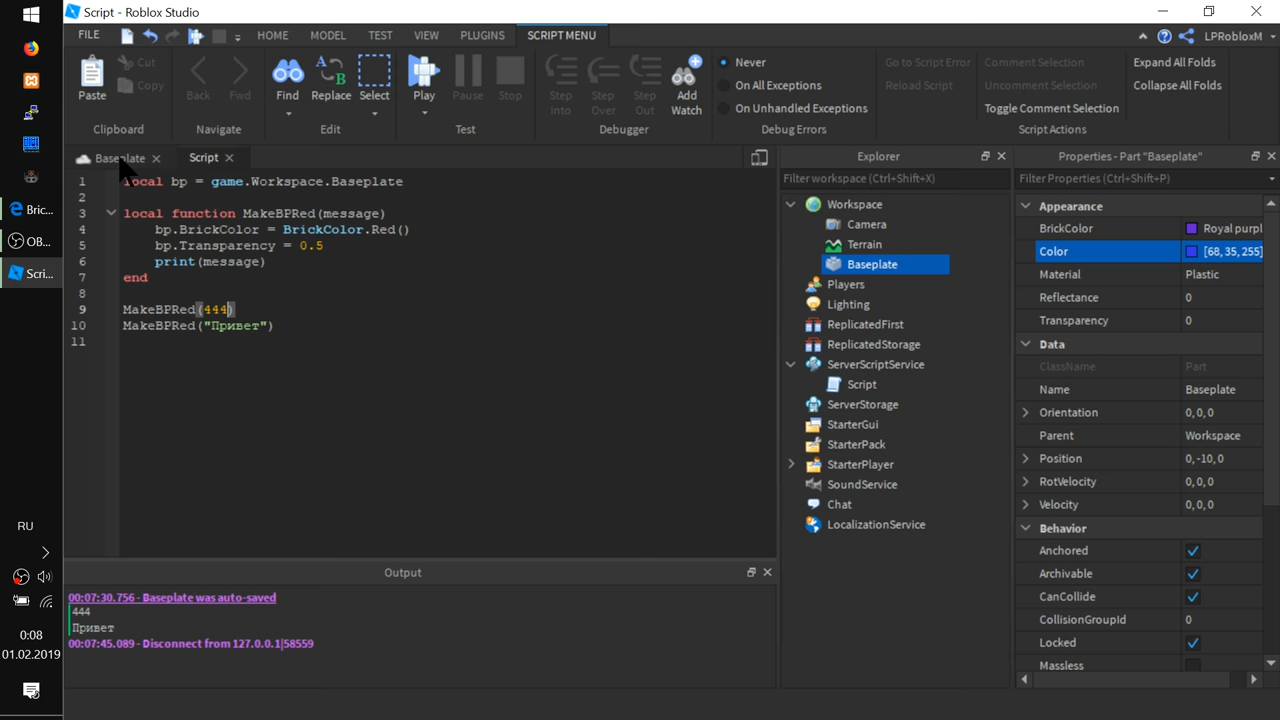 Script - Roblox Studio
FILE HOME MODEL TEST VIEW PLUGINS SCRIPT MENU LPRobloxM
Paste Cut Copy
Clipboard
Back Fwd
Navigate
Find Replace Select
Edit
Play Pause Stop
Test
Step Into Step Over Step Out Add Watch
Debugger
Never
On All Exceptions
On Unhandled Exceptions
Debug Errors
Go to Script Error
Reload Script
Comment Selection
Uncomment Selection
Toggle Comment Selection
Expand All Folds
Collapse All Folds
Script Actions
Bric...
OB...
Scri...
RU
0:08
01.02.2019
Baseplate Script
1 local bp = game.Workspace.Baseplate
2
3 local function MakeBPRed(message)
4 bp.BrickColor = BrickColor.Red()
5 bp.Transparency = 0.5
6 print(message)
7 end
8
9 MakeBPRed(444)
10 MakeBPRed("Привет")
11
Output
00:07:30.756 - Baseplate was auto-saved
444
Привет
00:07:45.089 - Disconnect from 127.0.0.1|58559
Explorer
Filter workspace (Ctrl+Shift+X)
Workspace
Camera
Terrain
Baseplate
Players
Lighting
ReplicatedFirst
ReplicatedStorage
ServerScriptService
Script
ServerStorage
StarterGui
StarterPack
StarterPlayer
SoundService
Chat
LocalizationService
Properties - Part "Baseplate"
Filter Properties (Ctrl+Shift+P)
Appearance
BrickColor Royal purpl
Color [68, 35, 255]
Material Plastic
Reflectance 0
Transparency 0
Data
ClassName Part
Name Baseplate
Orientation 0, 0, 0
Parent Workspace
Position 0, -10, 0
RotVelocity 0, 0, 0
Velocity 0, 0, 0
Behavior
Anchored
Archivable
CanCollide
CollisionGroupId 0
Locked
Massless